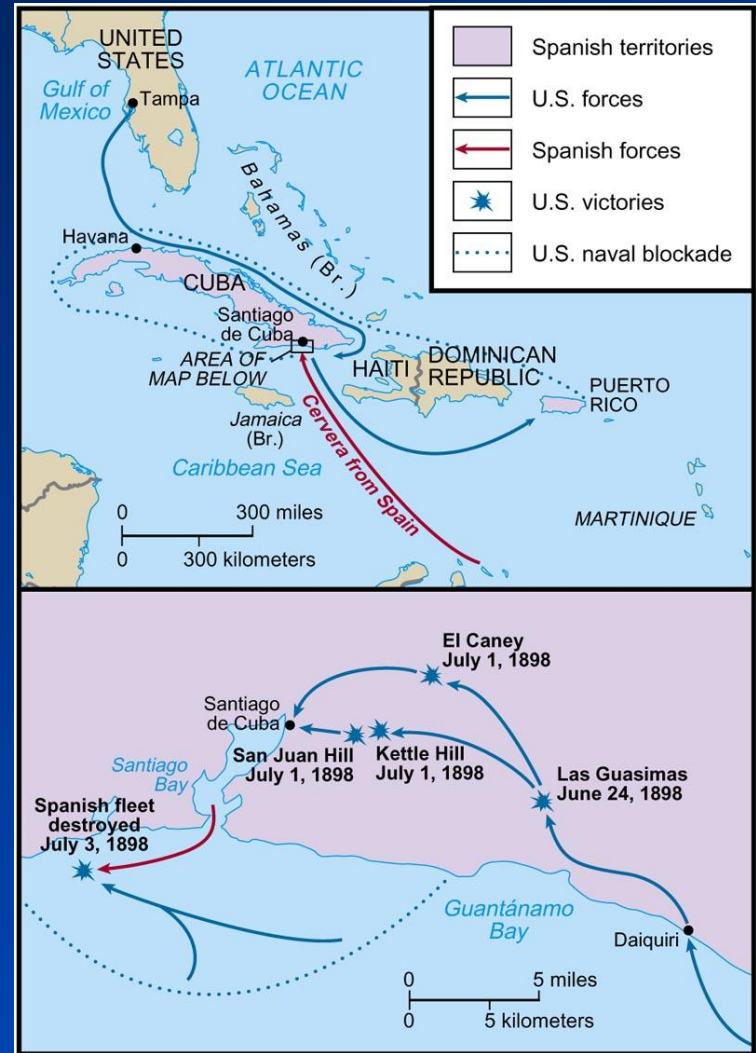 UNITED
STATES
Gulf of
Mexico
Tampa
ATLANTIC
OCEAN
Bahamas (Br.)
Havana
CUBA
Santiago
de Cuba
AREA OF
MAP BELOW
HAITI
DOMINICAN
REPUBLIC
PUERTO
RICO
Jamaica
(Br.)
Caribbean Sea
Cervera from Spain
MARTINIQUE
0 300 miles
0 300 kilometers
Spanish territories
U.S. forces
Spanish forces
U.S. victories
U.S. naval blockade
El Caney
July 1, 1898
Santiago
de Cuba
San Juan Hill
July 1, 1898
Kettle Hill
July 1, 1898
Las Guasimas
June 24, 1898
Santiago
Bay
Spanish fleet
destroyed
July 3, 1898
Guantánamo
Bay
Daiquiri
0 5 miles
0 5 kilometers